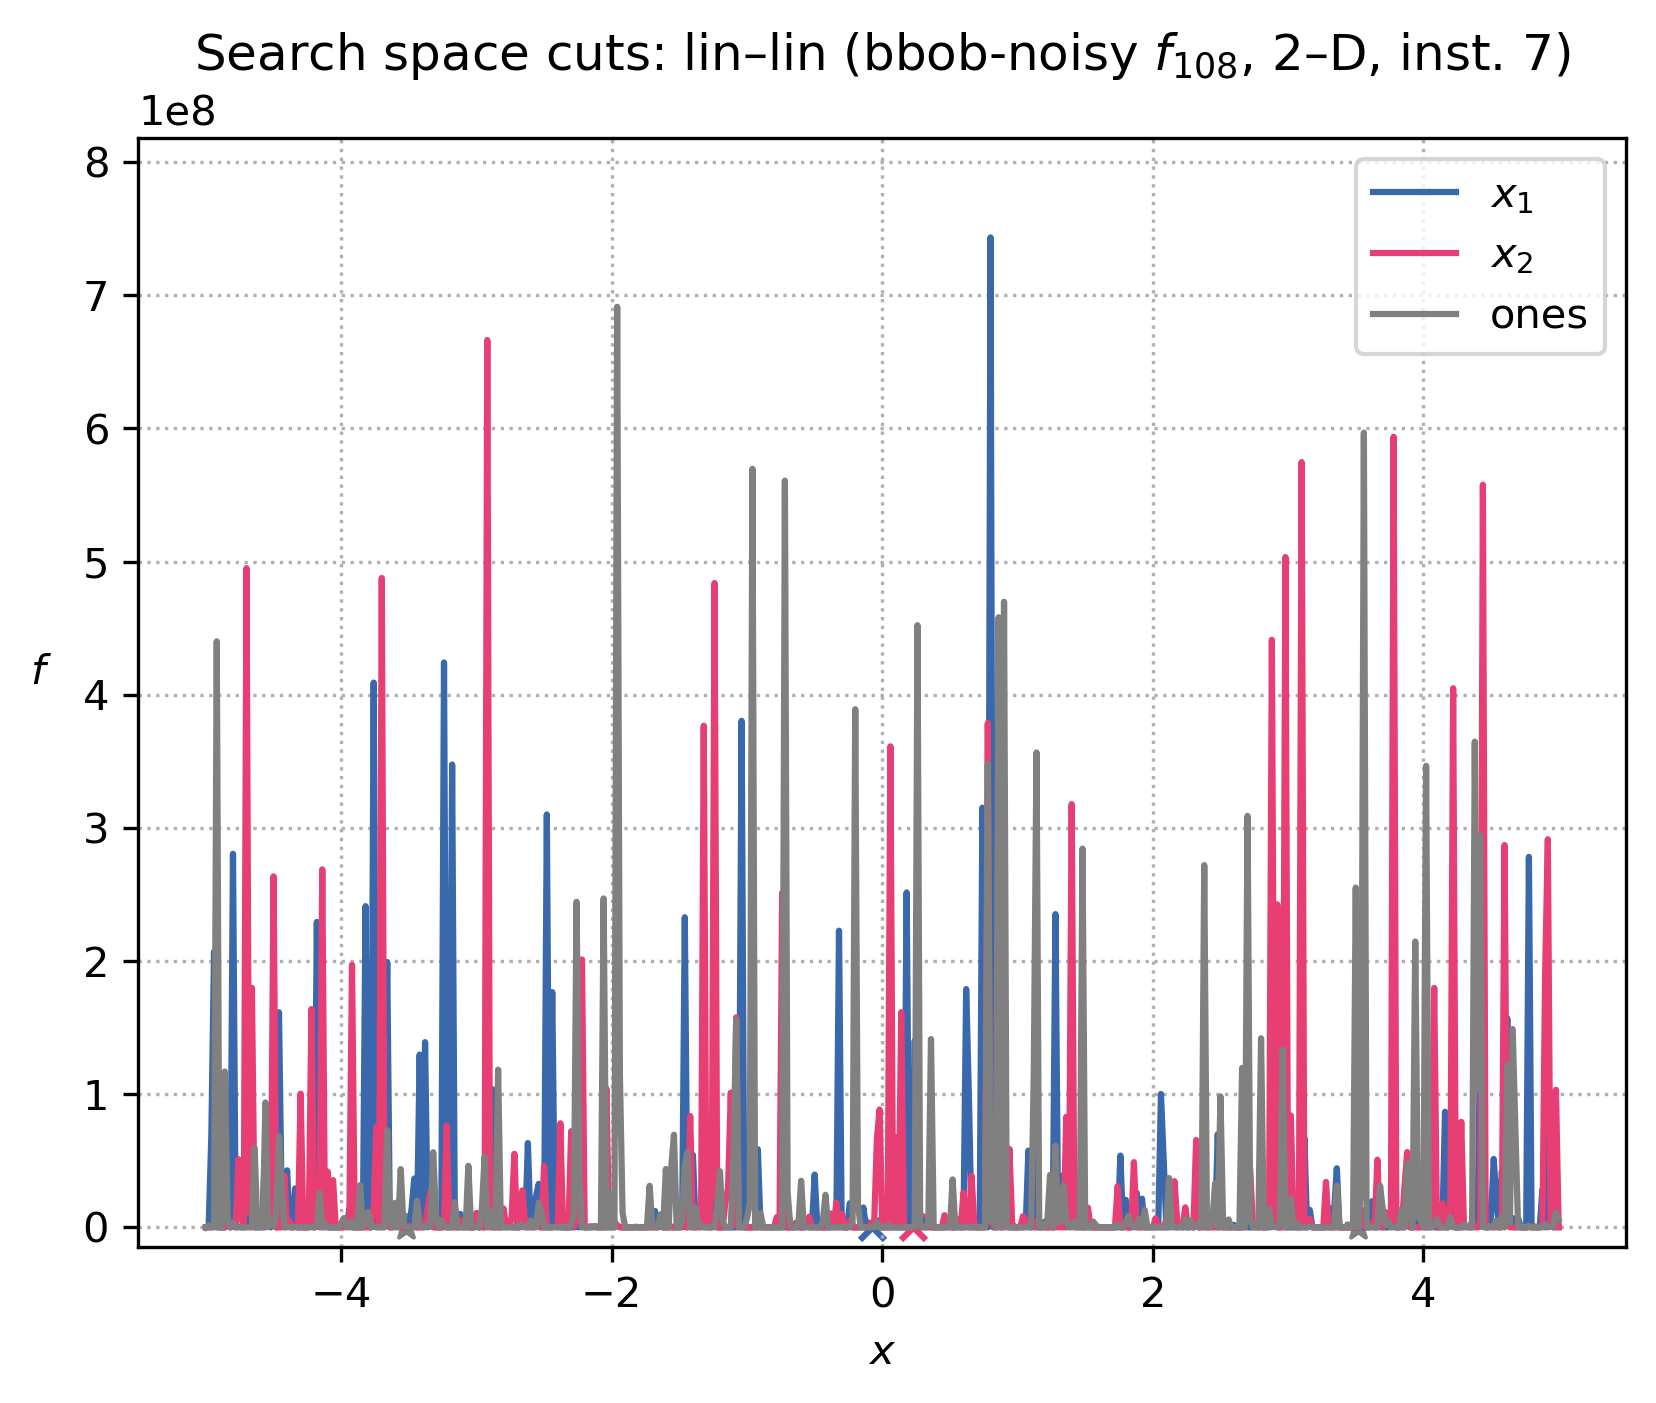 Search space cuts: lin–lin (bbob-noisy f₁₀₈, 2–D, inst. 7)
1e8
8
7
6
5
4
3
2
1
0
f
−4
−2
0
2
4
x
x₁
x₂
ones